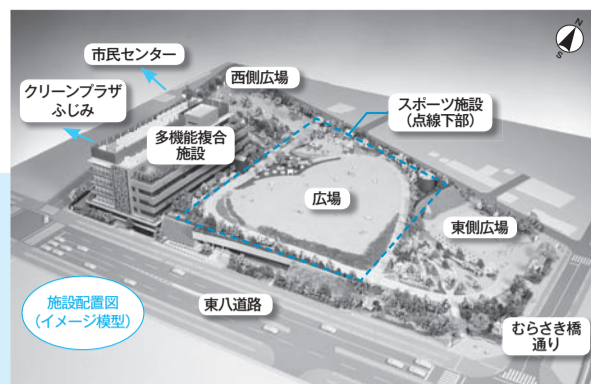 市民センター
クリーンプラザ
ふじみ
西側広場
N
S
スポーツ施設
（点線下部）
多機能複合
施設
広場
東側広場
施設配置図
（イメージ模型）
東八道路
むらさき橋
通り